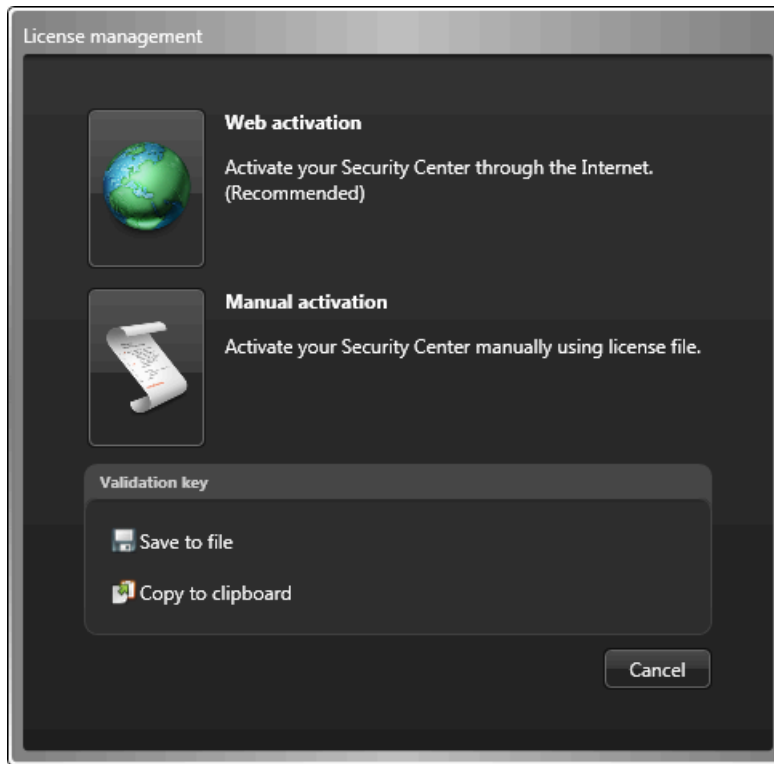 License management
Web activation
Activate your Security Center through the Internet.
(Recommended)
Manual activation
Activate your Security Center manually using license file.
Validation key
Save to file
Copy to clipboard
Cancel